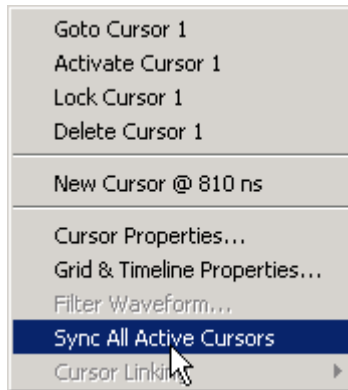 Goto Cursor 1
Activate Cursor 1
Lock Cursor 1
Delete Cursor 1
New Cursor @ 810 ns
Cursor Properties...
Grid & Timeline Properties...
Filter Waveform...
Sync All Active Cursors
Cursor Linking